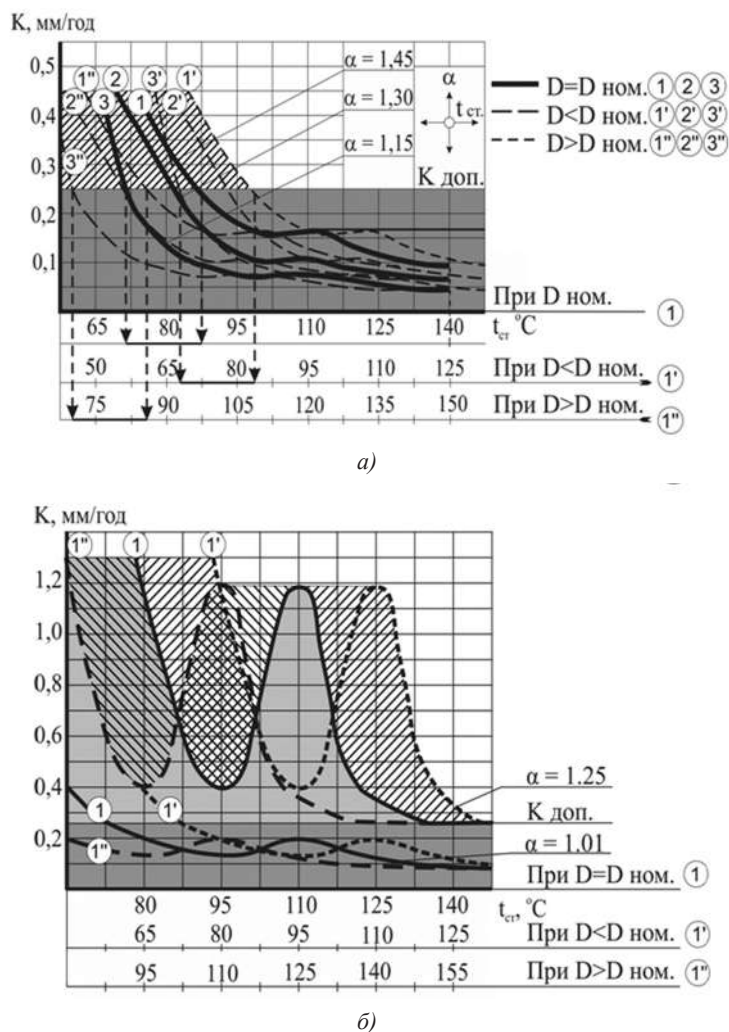 К, мм/год
0,5
0,4
0,3
0,2
0,1
1" 2 3' 1'
2" 3 1 2'
3"
α = 1,45
α = 1,30
α = 1,15
α
t ст.
К доп.
D=D ном. 1 2 3
D<D ном. 1' 2' 3'
D>D ном. 1" 2" 3"
При D ном. 1
65 80 95 110 125 140
t ст °C
50 65 80 95 110 125 При D<D ном. 1'
75 90 105 120 135 150 При D>D ном. 1"
а)
К, мм/год
1" 1 1'
1,2
1,0
0,8
0,6
0,4
0,2
1 1'
1"
α = 1.25
К доп.
α = 1.01
При D=D ном. 1
80 95 110 125 140 t ст, °C
65 80 95 110 125 При D<D ном. 1'
95 110 125 140 155 При D>D ном. 1"
б)